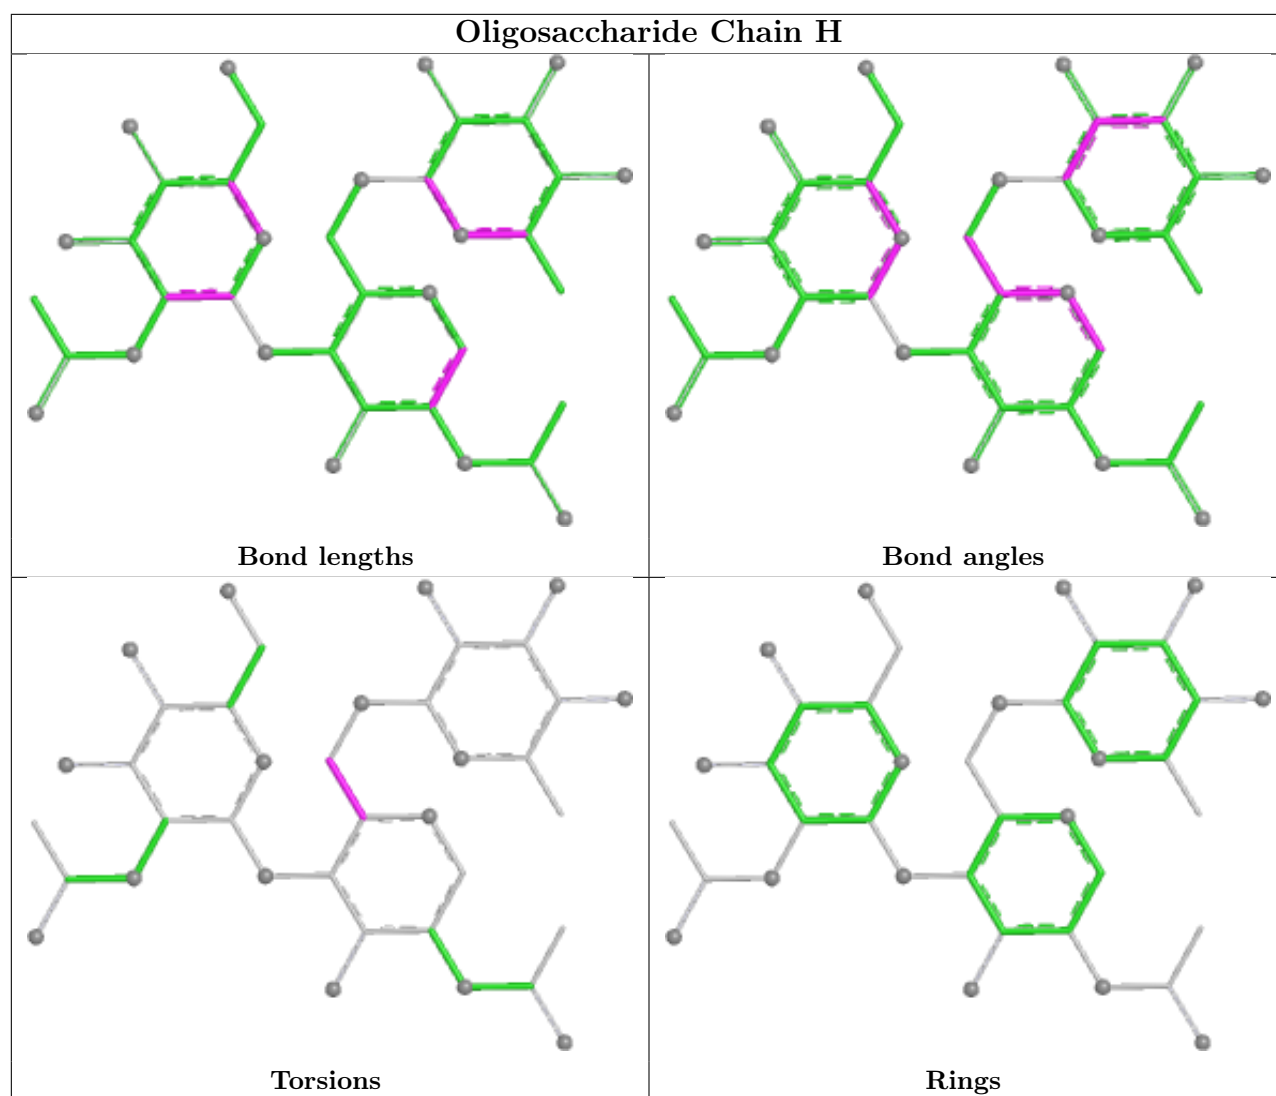 Oligosaccharide Chain H
Bond lengths
Bond angles
Torsions
Rings